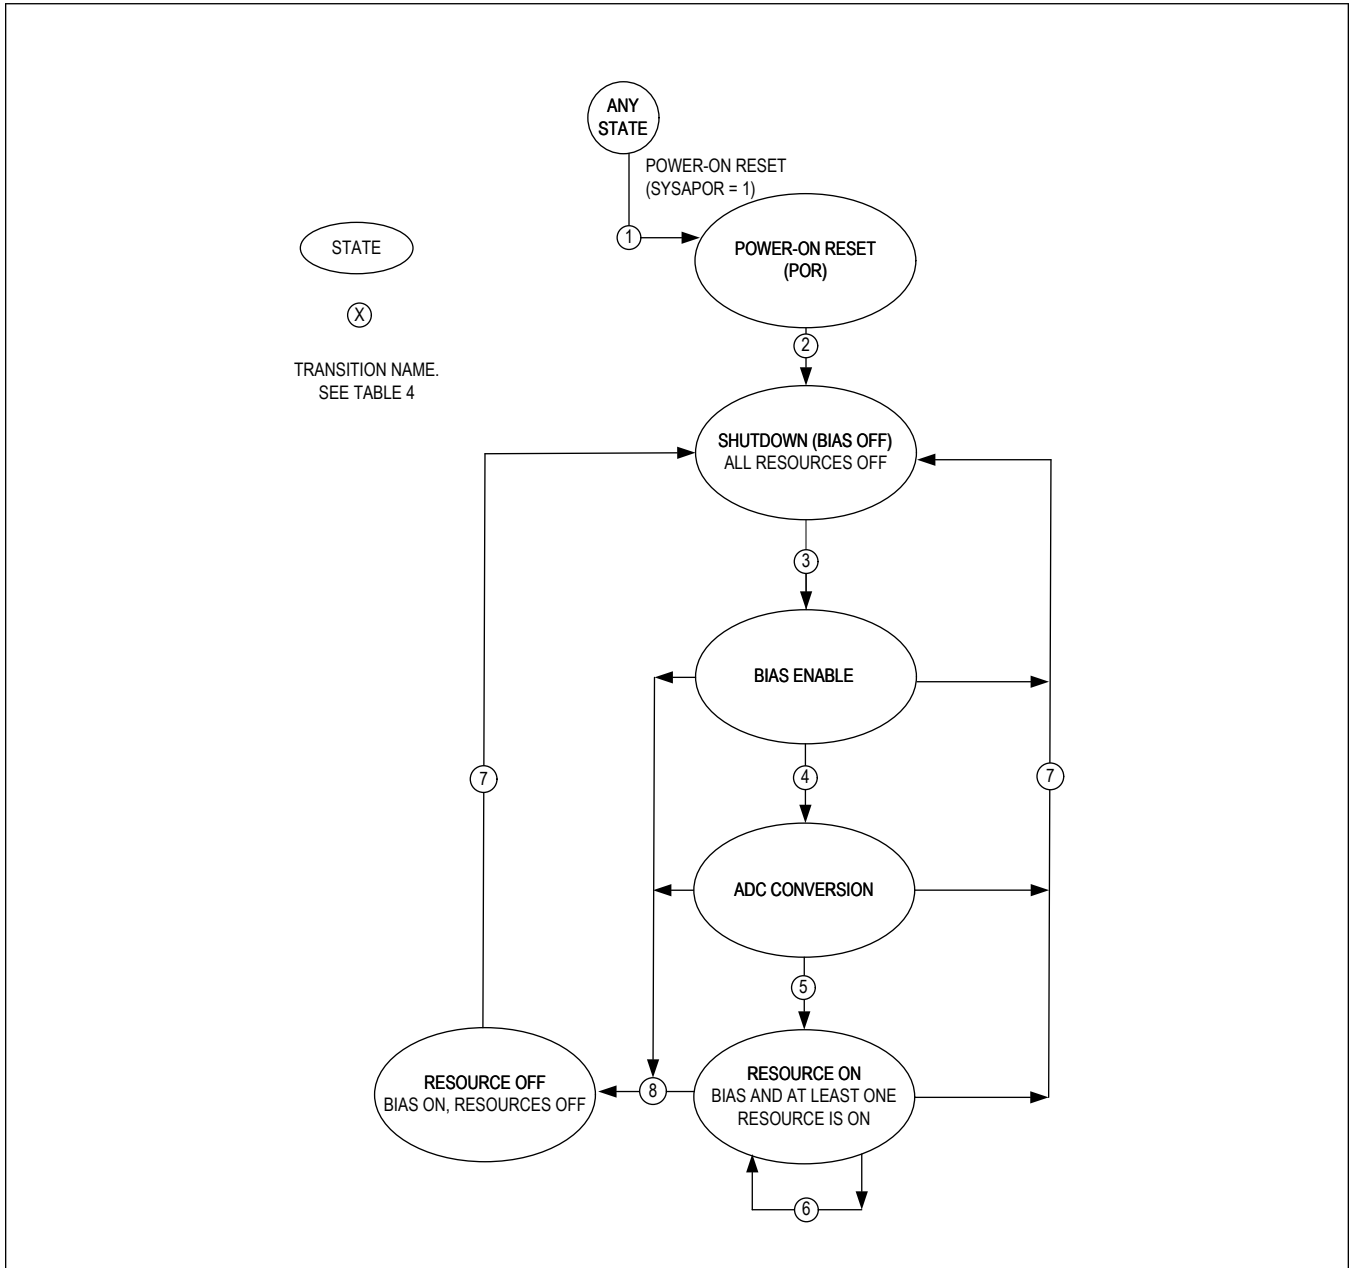 ANY
STATE
POWER-ON RESET
(SYSAPOR = 1)
1
POWER-ON RESET
(POR)
STATE
X
TRANSITION NAME.
SEE TABLE 4
2
SHUTDOWN (BIAS OFF)
ALL RESOURCES OFF
3
BIAS ENABLE
7
4
7
ADC CONVERSION
5
RESOURCE OFF
BIAS ON, RESOURCES OFF
8
RESOURCE ON
BIAS AND AT LEAST ONE
RESOURCE IS ON
6